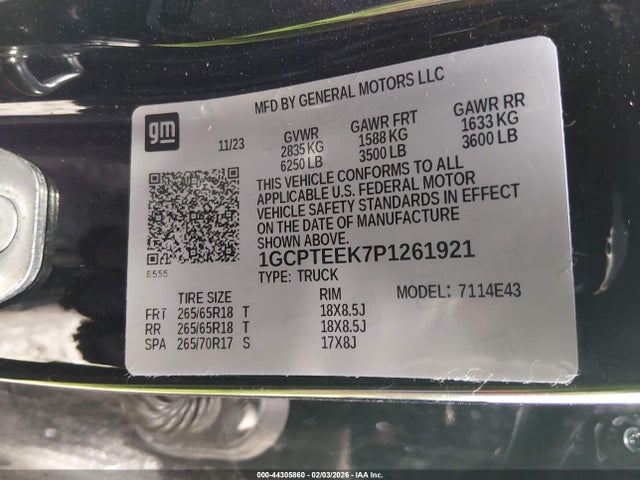 MFD BY GENERAL MOTORS LLC
gm
11/23
GVWR GAWR FRT GAWR RR
2835 KG 1588 KG 1633 KG
6250 LB 3500 LB 3600 LB
THIS VEHICLE CONFORMS TO ALL
APPLICABLE U.S. FEDERAL MOTOR
VEHICLE SAFETY STANDARDS IN EFFECT
ON THE DATE OF MANUFACTURE
SHOWN ABOVE.
1GCPTEEK7P1261921
6555
TYPE: TRUCK
MODEL: 7114E43
TIRE SIZE RIM
FRT 265/65R18 T 18X8.5J
RR 265/65R18 T 18X8.5J
SPA 265/70R17 S 17X8J
000-44305860 - 02/03/2026 - IAA Inc.